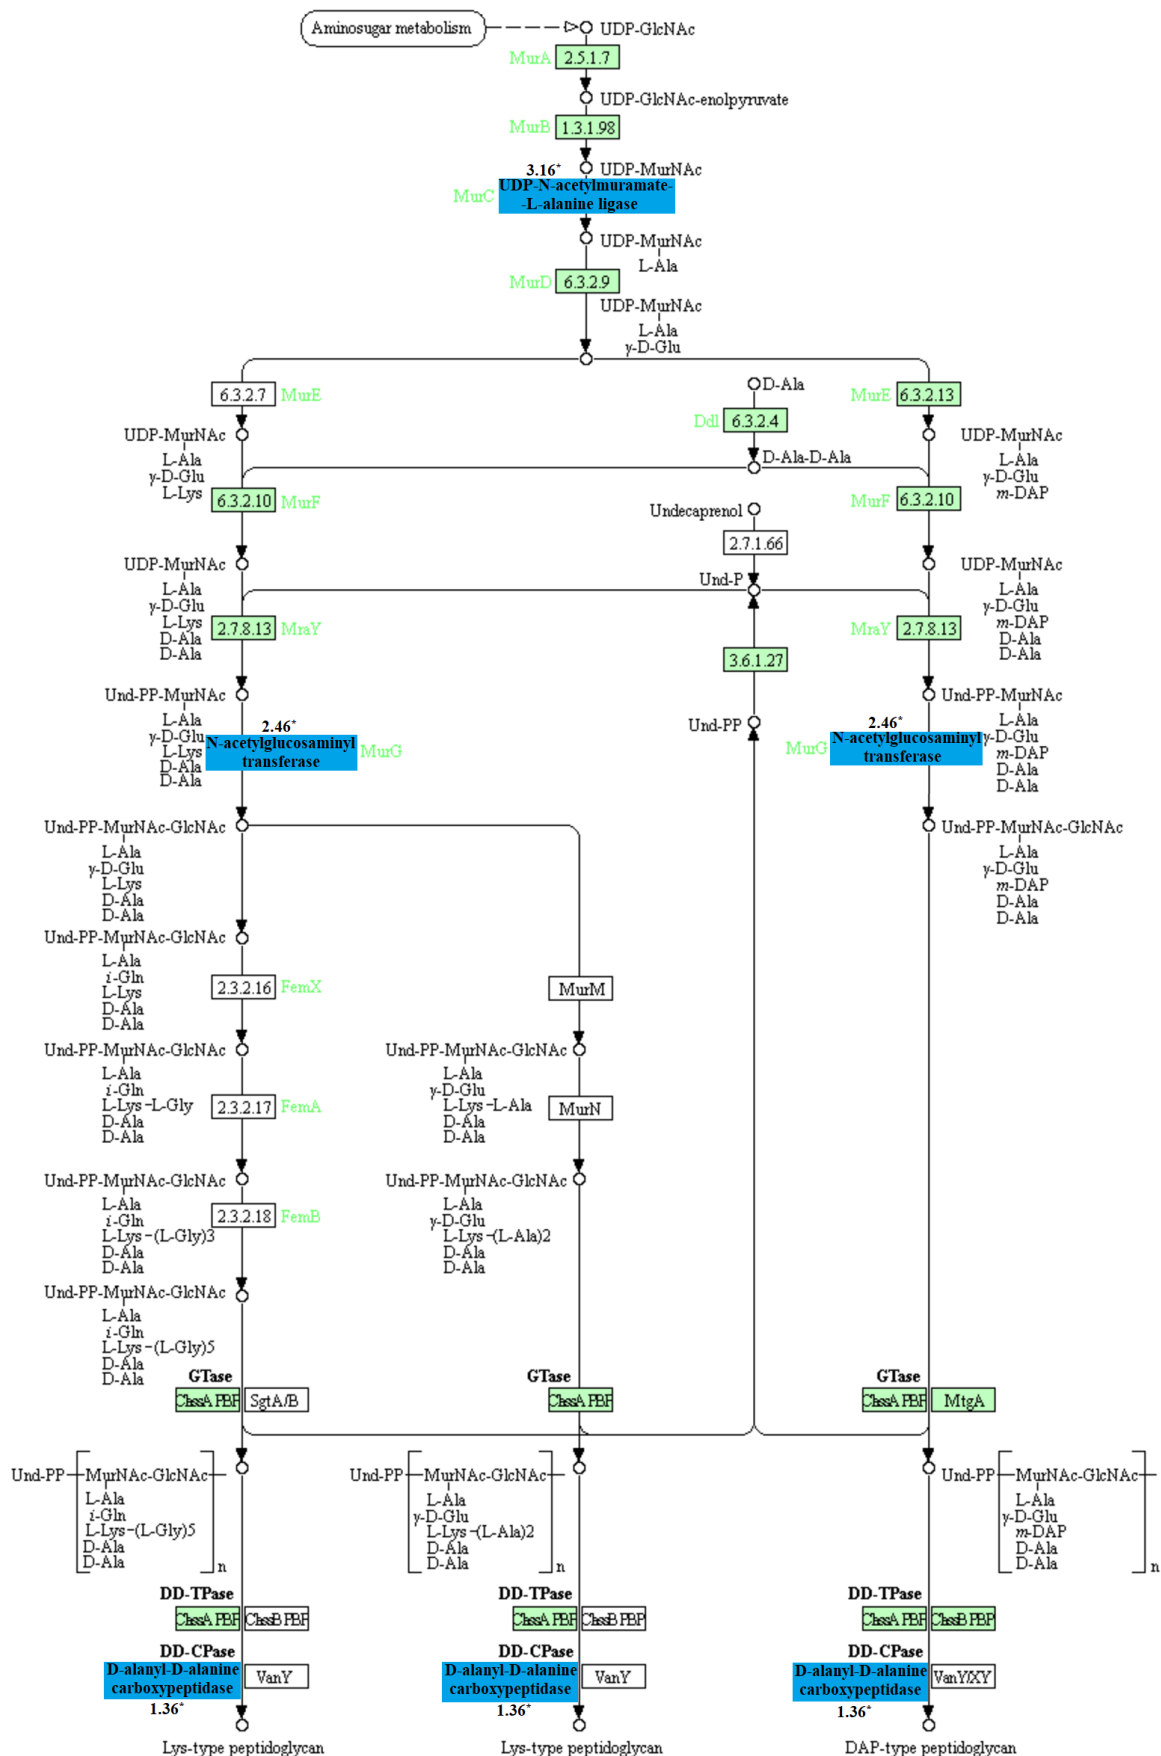 Aminosugar metabolism
UDP-GlcNAc
MurA 2.5.1.7
UDP-GlcNAc-enolpyruvate
MurB 1.3.1.98
3.16* UDP-MurNAc
MurC UDP-N-acetylmuramate-
-L-alanine ligase
UDP-MurNAc
L-Ala
MurD 6.3.2.9
UDP-MurNAc
L-Ala
γ-D-Glu
6.3.2.7 MurE
D-Ala
MurE 6.3.2.13
Ddl 6.3.2.4
UDP-MurNAc
L-Ala
γ-D-Glu
L-Lys
D-Ala-D-Ala
UDP-MurNAc
L-Ala
γ-D-Glu
m-DAP
6.3.2.10 MurF
MurF 6.3.2.10
Undecaprenol
2.7.1.66
UDP-MurNAc
L-Ala
γ-D-Glu
L-Lys
D-Ala
D-Ala
Und-P
UDP-MurNAc
L-Ala
γ-D-Glu
m-DAP
D-Ala
D-Ala
2.7.8.13 MraY
MraY 2.7.8.13
3.6.1.27
Und-PP-MurNAc
L-Ala
γ-D-Glu
L-Lys
D-Ala
D-Ala
2.46*
N-acetylglucosaminyl
transferase
MurG
Und-PP
MurG
2.46*
N-acetylglucosaminyl
transferase
Und-PP-MurNAc
L-Ala
γ-D-Glu
m-DAP
D-Ala
D-Ala
Und-PP-MurNAc-GlcNAc
L-Ala
γ-D-Glu
L-Lys
D-Ala
D-Ala
Und-PP-MurNAc-GlcNAc
L-Ala
γ-D-Glu
m-DAP
D-Ala
D-Ala
Und-PP-MurNAc-GlcNAc
L-Ala
i-Gln
L-Lys
D-Ala
D-Ala
2.3.2.16 FemX
MurM
Und-PP-MurNAc-GlcNAc
L-Ala
i-Gln
L-Lys-L-Gly
D-Ala
D-Ala
2.3.2.17 FemA
Und-PP-MurNAc-GlcNAc
L-Ala
γ-D-Glu
L-Lys-L-Ala
D-Ala
D-Ala
MurN
Und-PP-MurNAc-GlcNAc
L-Ala
i-Gln
L-Lys-(L-Gly)3
D-Ala
D-Ala
2.3.2.18 FemB
Und-PP-MurNAc-GlcNAc
L-Ala
γ-D-Glu
L-Lys-(L-Ala)2
D-Ala
D-Ala
Und-PP-MurNAc-GlcNAc
L-Ala
i-Gln
L-Lys-(L-Gly)5
D-Ala
D-Ala
GTase
ClassA PBP SgtA/B
GTase
ClassA PBP
GTase
ClassA PBP MtgA
Und-PP-MurNAc-GlcNAc
L-Ala
i-Gln
L-Lys-(L-Gly)5
D-Ala
D-Ala
n
Und-PP-MurNAc-GlcNAc
L-Ala
γ-D-Glu
L-Lys-(L-Ala)2
D-Ala
D-Ala
n
Und-PP-MurNAc-GlcNAc
L-Ala
γ-D-Glu
m-DAP
D-Ala
D-Ala
n
DD-TPase
ClassA PBP ClassB PBP
DD-CPase
D-alanyl-D-alanine
carboxypeptidase
VanY
1.36*
Lys-type peptidoglycan
DD-TPase
ClassA PBP ClassB PBP
DD-CPase
D-alanyl-D-alanine
carboxypeptidase
VanY
1.36*
Lys-type peptidoglycan
DD-TPase
ClassA PBP ClassB PBP
DD-CPase
D-alanyl-D-alanine
carboxypeptidase
VanY/XY
1.36*
DAP-type peptidoglycan